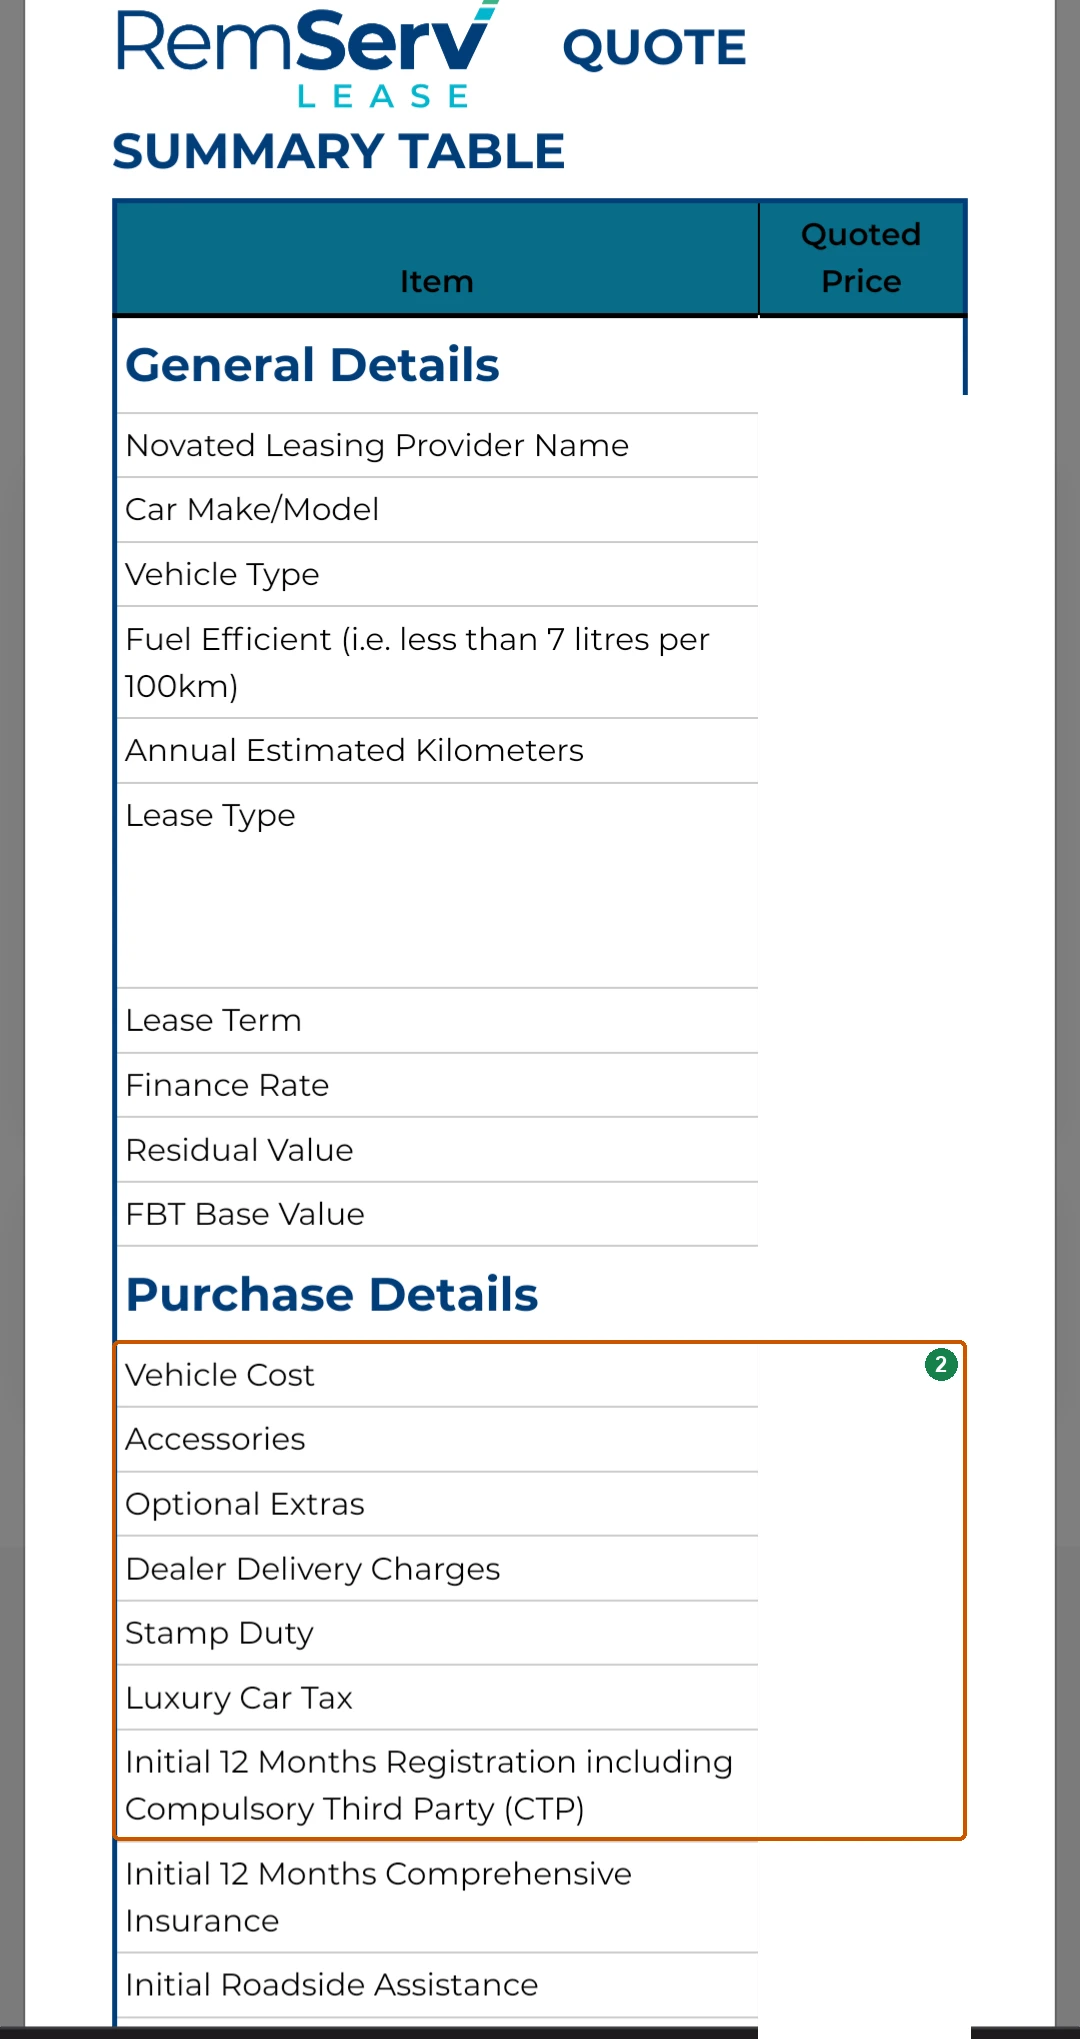 RemServ QUOTE
LEASE
SUMMARY TABLE
Quoted
Item Price
General Details
Novated Leasing Provider Name
Car Make/Model
Vehicle Type
Fuel Efficient (i.e. less than 7 litres per
100km)
Annual Estimated Kilometers
Lease Type
Lease Term
Finance Rate
Residual Value
FBT Base Value
Purchase Details
Vehicle Cost 2
Accessories
Optional Extras
Dealer Delivery Charges
Stamp Duty
Luxury Car Tax
Initial 12 Months Registration including
Compulsory Third Party (CTP)
Initial 12 Months Comprehensive
Insurance
Initial Roadside Assistance